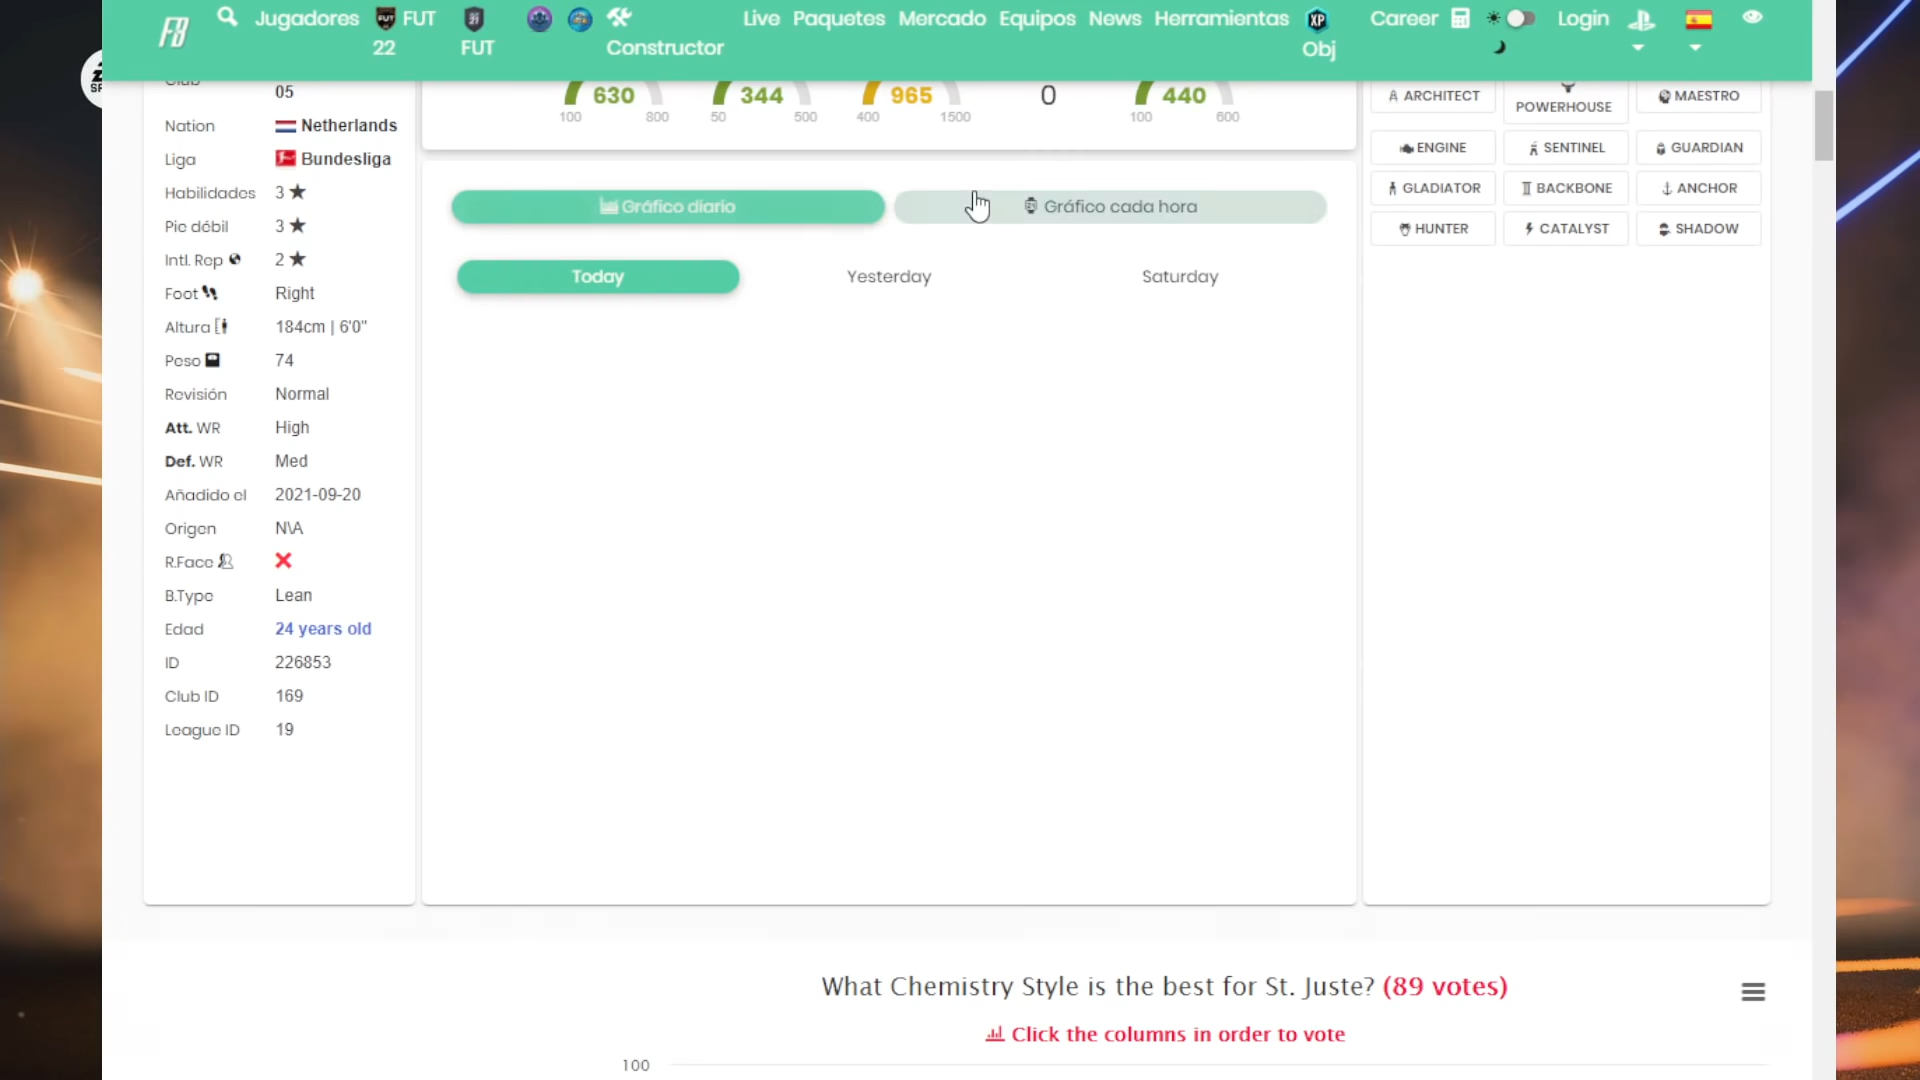 Jugadores FUT 22 FUT Constructor Live Paquetes Mercado Equipos News Herramientas XP Obj Career Login
Club 05
Nation Netherlands
Liga Bundesliga
Habilidades 3 ★
Pie débil 3 ★
Intl. Rep 2 ★
Foot Right
Altura 184cm | 6'0"
Peso 74
Revisión Normal
Att. WR High
Def. WR Med
Añadido el 2021-09-20
Origen N\A
R.Face
B.Type Lean
Edad 24 years old
ID 226853
Club ID 169
League ID 19
630 344 965 0 440
100 800 50 500 400 1500 100 600
Gráfico diario Gráfico cada hora
Today Yesterday Saturday
ARCHITECT POWERHOUSE MAESTRO
ENGINE SENTINEL GUARDIAN
GLADIATOR BACKBONE ANCHOR
HUNTER CATALYST SHADOW
What Chemistry Style is the best for St. Juste? (89 votes)
Click the columns in order to vote
100